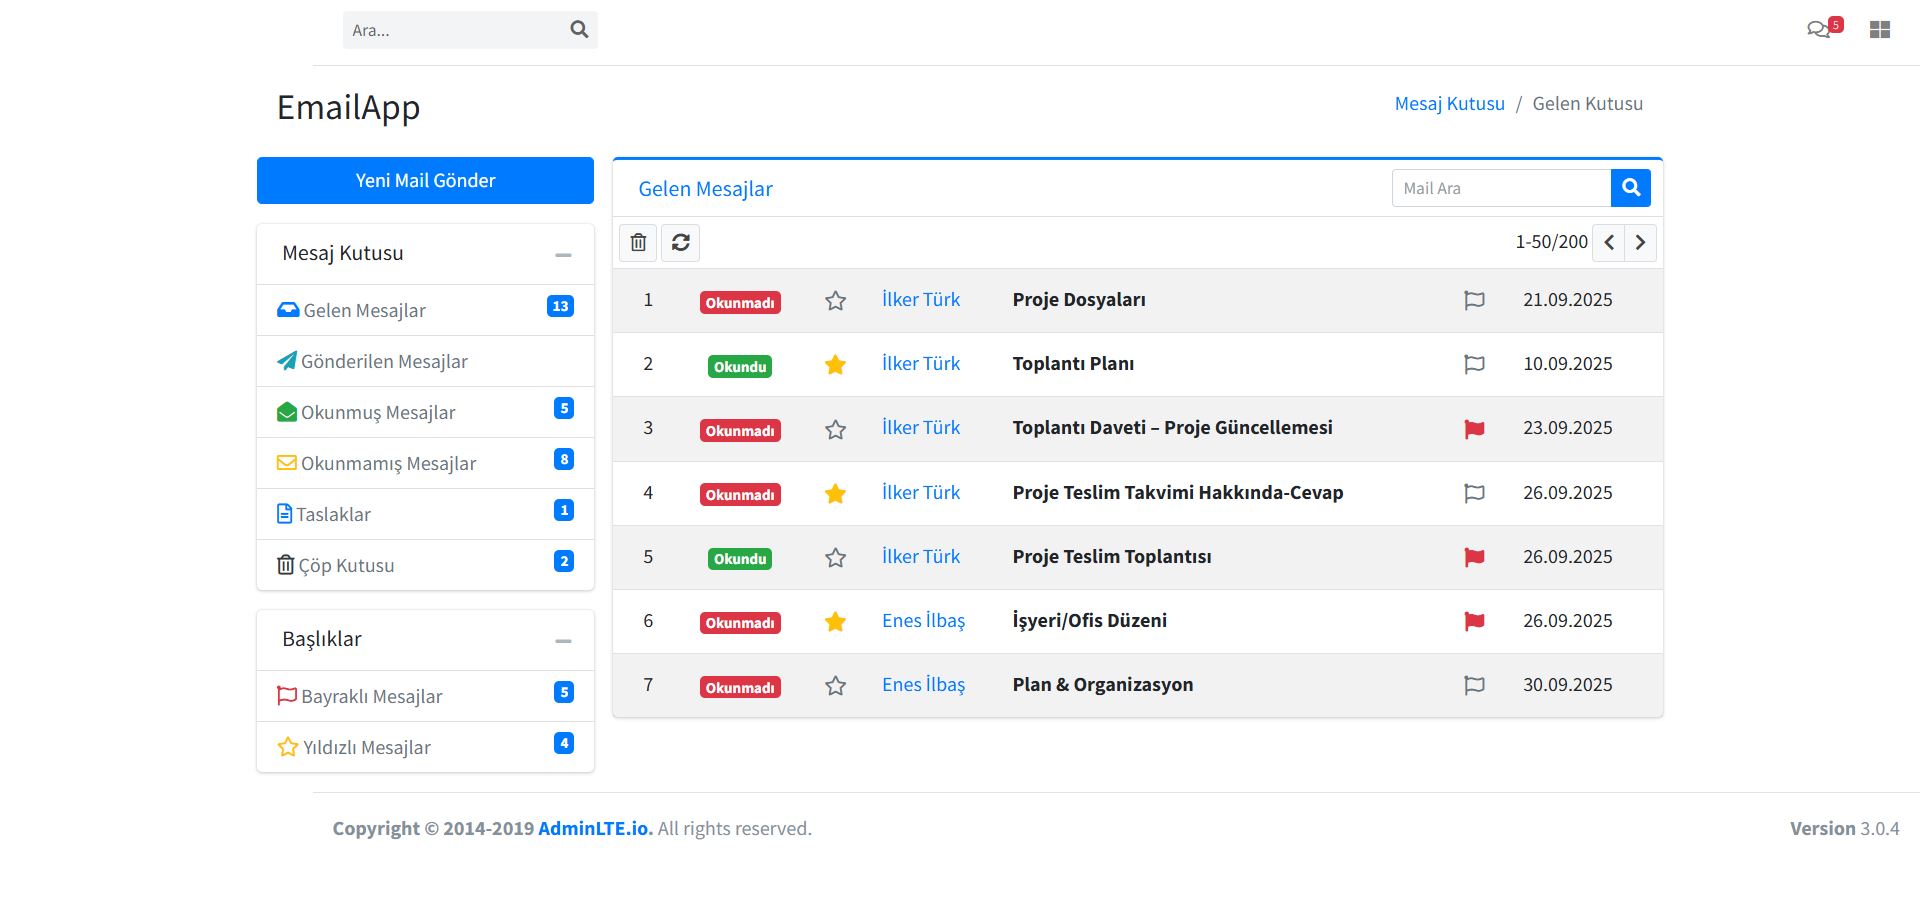 Ara...
5
EmailApp
Mesaj Kutusu / Gelen Kutusu
Yeni Mail Gönder
Mesaj Kutusu
Gelen Mesajlar 13
Gönderilen Mesajlar
Okunmuş Mesajlar 5
Okunmamış Mesajlar 8
Taslaklar 1
Çöp Kutusu 2
Başlıklar
Bayraklı Mesajlar 5
Yıldızlı Mesajlar 4
Gelen Mesajlar
Mail Ara
1-50/200
1 Okunmadı İlker Türk Proje Dosyaları 21.09.2025
2 Okundu İlker Türk Toplantı Planı 10.09.2025
3 Okunmadı İlker Türk Toplantı Daveti – Proje Güncellemesi 23.09.2025
4 Okunmadı İlker Türk Proje Teslim Takvimi Hakkında-Cevap 26.09.2025
5 Okundu İlker Türk Proje Teslim Toplantısı 26.09.2025
6 Okunmadı Enes İlbaş İşyeri/Ofis Düzeni 26.09.2025
7 Okunmadı Enes İlbaş Plan & Organizasyon 30.09.2025
Copyright © 2014-2019 AdminLTE.io. All rights reserved.
Version 3.0.4